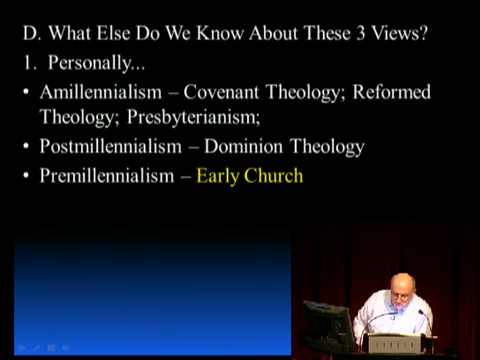 D. What Else Do We Know About These 3 Views?
1. Personally...
• Amillennialism – Covenant Theology; Reformed
Theology; Presbyterianism;
• Postmillennialism – Dominion Theology
• Premillennialism – Early Church